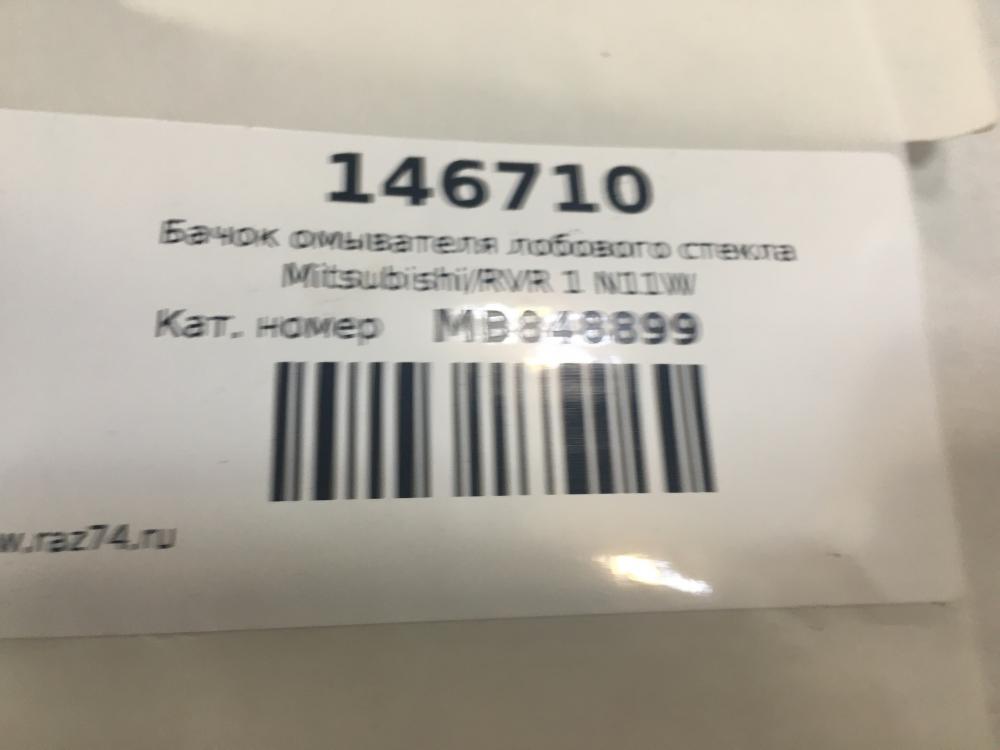 146710
Бачок омывателя лобового стекла
Mitsubishi/RVR 1 N11W
Кат. номер MB848899
w.raz74.ru